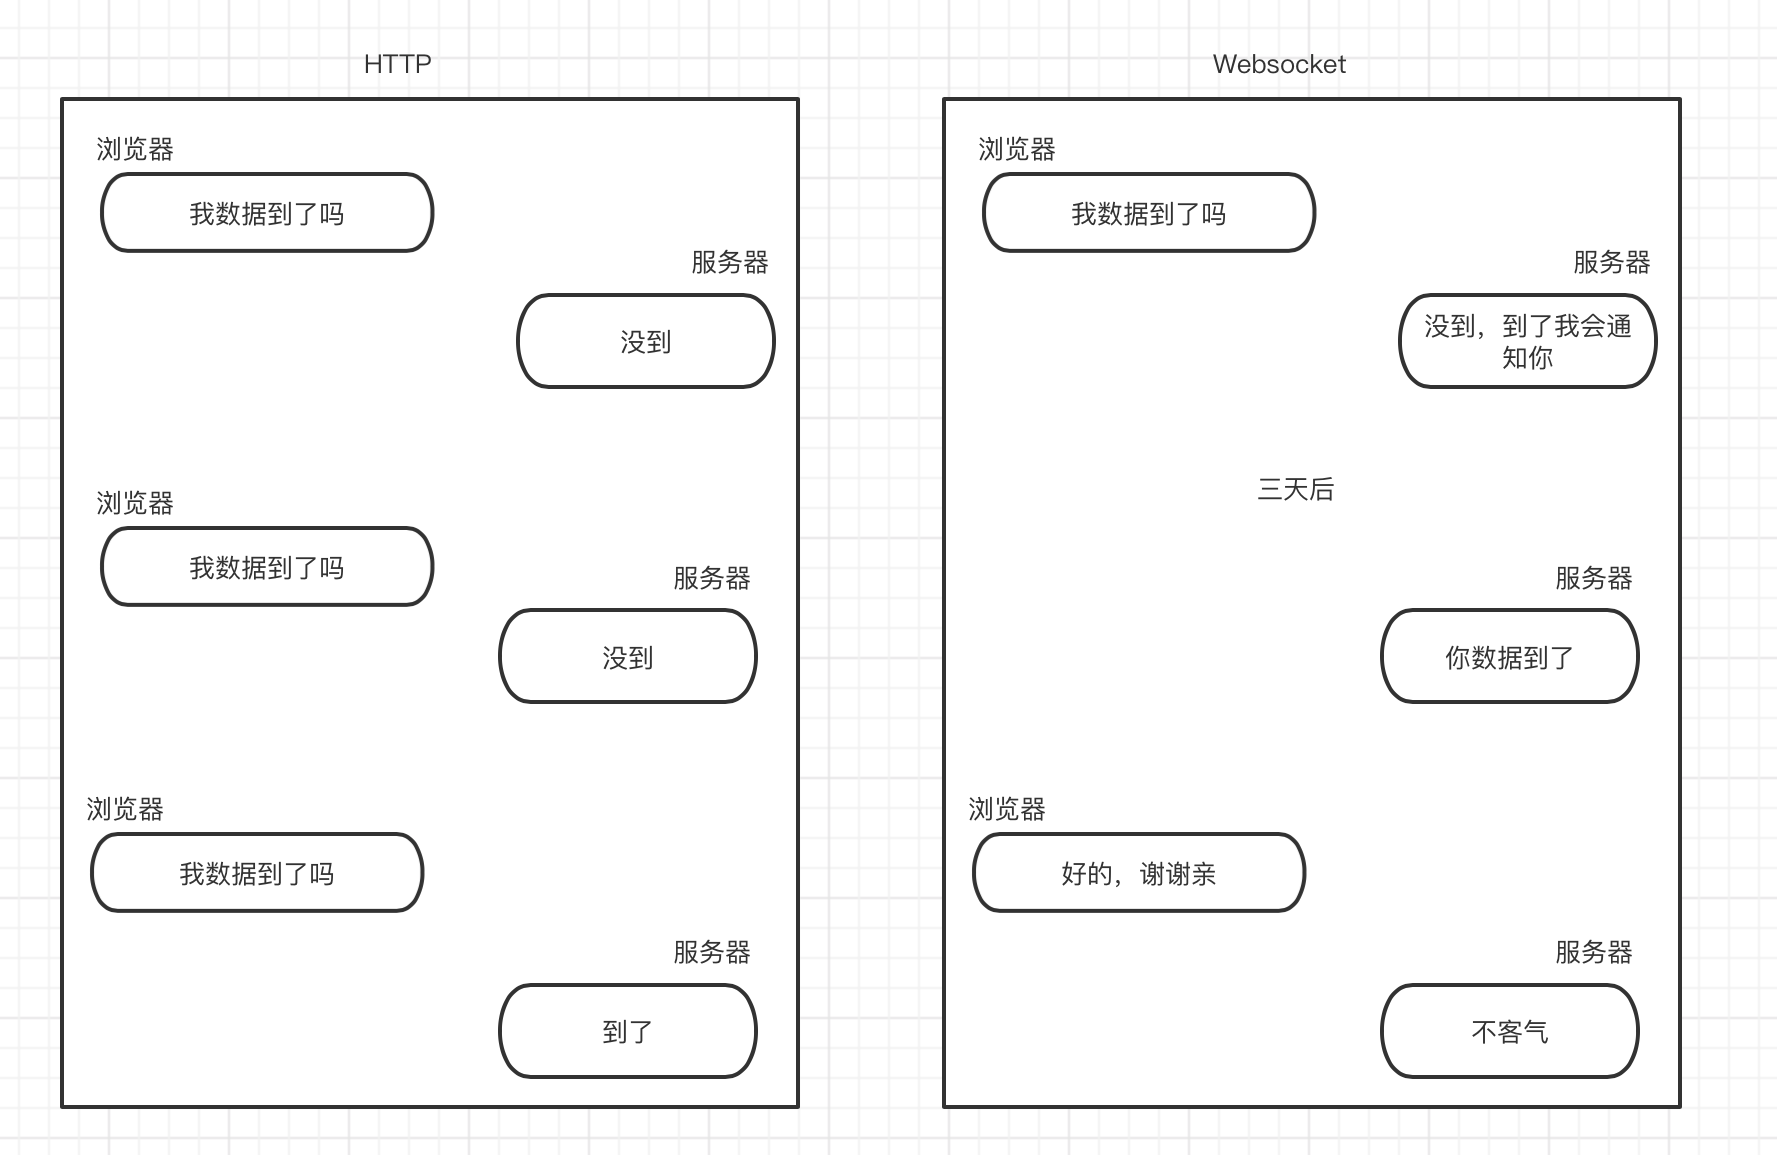 HTTP
浏览器
我数据到了吗
服务器
没到
浏览器
我数据到了吗
服务器
没到
浏览器
我数据到了吗
服务器
到了
Websocket
浏览器
我数据到了吗
服务器
没到，到了我会通
知你
三天后
服务器
你数据到了
浏览器
好的，谢谢亲
服务器
不客气